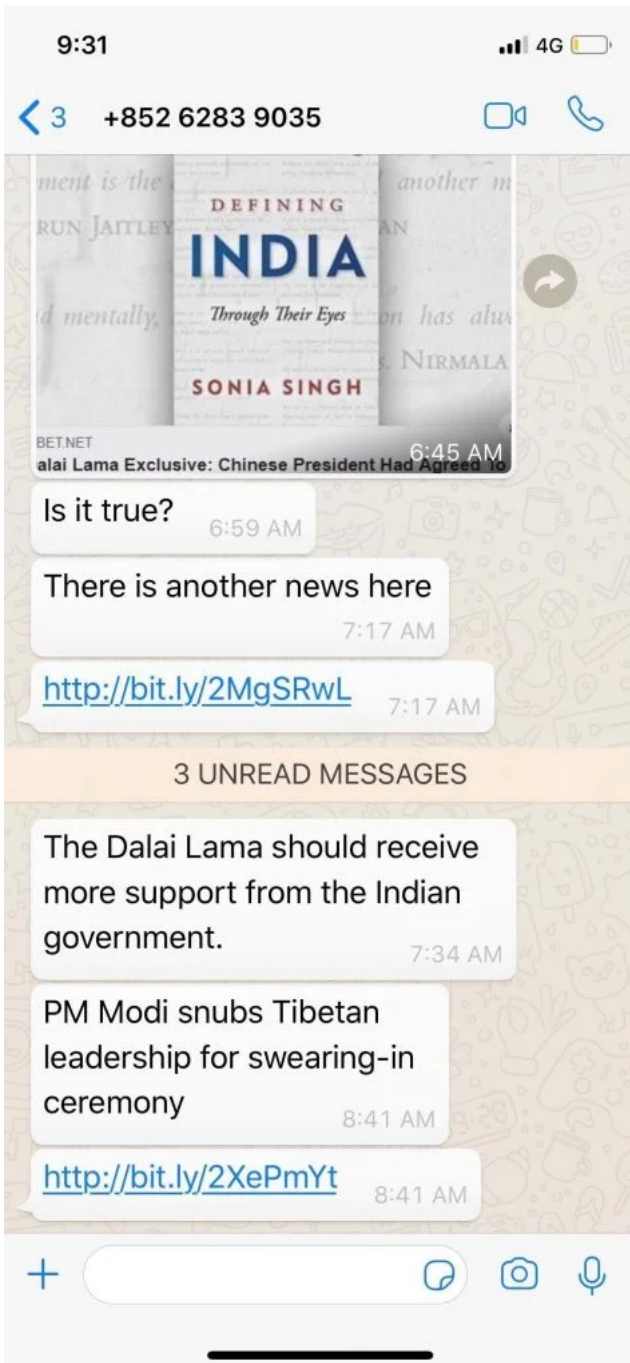 9:31
4G
3 +852 6283 9035
ment is the another m
DEFINING
RUN JAITLEY AN
INDIA
d mentally, Through Their Eyes on has alw
s. NIRMALA
SONIA SINGH
BET.NET
6:45 AM
alai Lama Exclusive: Chinese President Had Agreed To
Is it true? 6:59 AM
There is another news here
7:17 AM
http://bit.ly/2MgSRwL 7:17 AM
3 UNREAD MESSAGES
The Dalai Lama should receive
more support from the Indian
government. 7:34 AM
PM Modi snubs Tibetan
leadership for swearing-in
ceremony 8:41 AM
http://bit.ly/2XePmYt 8:41 AM